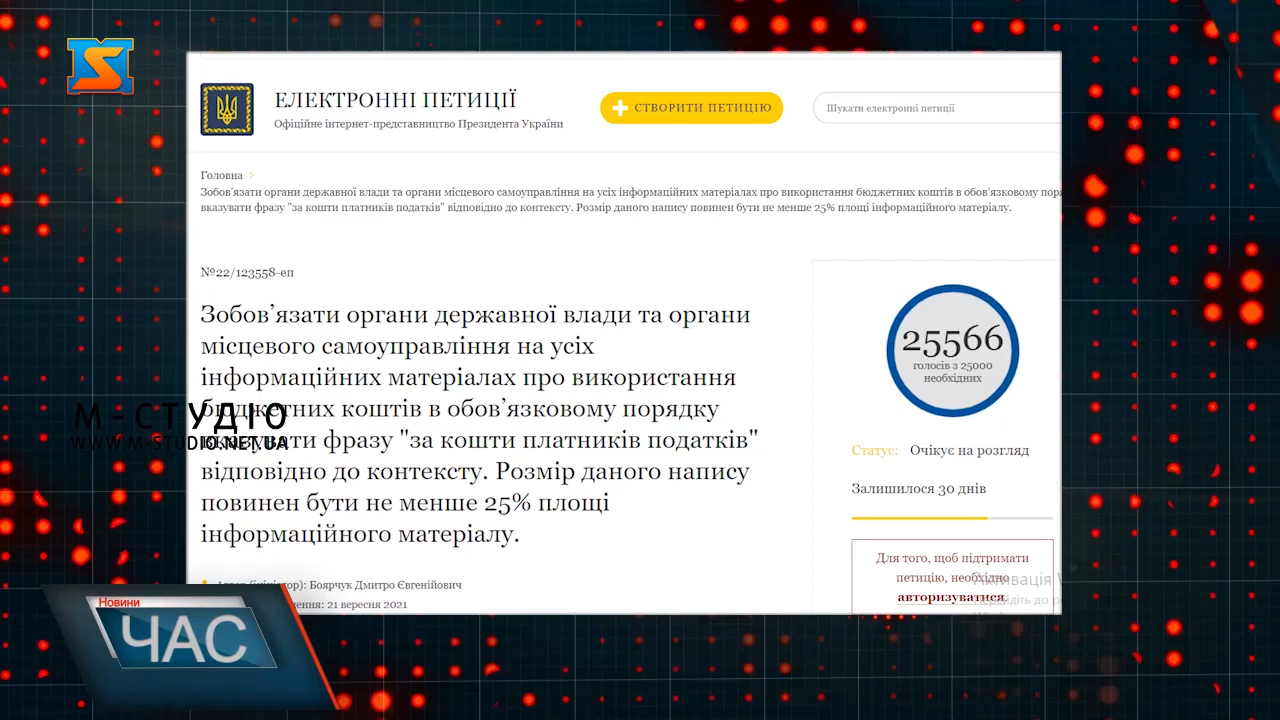 ЕЛЕКТРОННІ ПЕТИЦІЇ
Офіційне інтернет-представництво Президента України
СТВОРИТИ ПЕТИЦІЮ
Шукати електронні петиції
Головна
Зобов'язати органи державної влади та органи місцевого самоуправління на усіх інформаційних матеріалах про використання бюджетних коштів в обов'язковому
вказувати фразу "за кошти платників податків" відповідно до контексту. Розмір даного напису повинен бути не менше 25% площі інформаційного матеріалу.
№22/123558-еп
Зобов’язати органи державної влади та органи
місцевого самоуправління на усіх
інформаційних матеріалах про використання
бюджетних коштів в обов’язковому порядку
вказувати фразу "за кошти платників податків"
відповідно до контексту. Розмір даного напису
повинен бути не менше 25% площі
інформаційного матеріалу.
Автор (ініціатор): Боярчук Дмитро Євгенійович
21 вересня 2021
25566
голосів з 25000
необхідних
Статус: Очікує на розгляд
Залишилося 30 днів
Для того, щоб підтримати
петицію, необхідно
авторизуватися.
Активація
М-СТУДІО
WWW.M-STUDIO.NET.UA
Новини
ЧАС